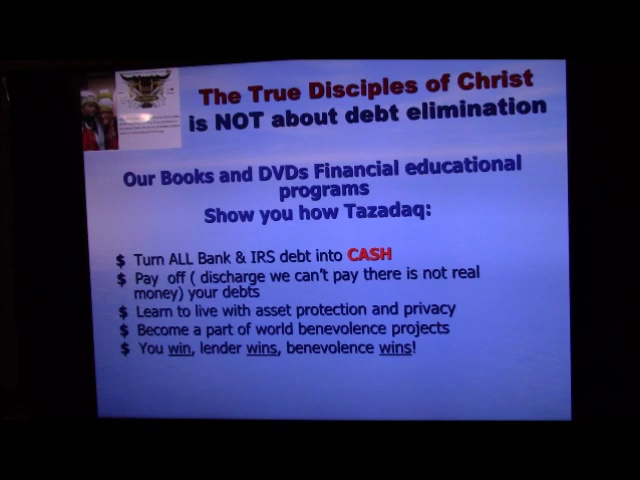 The True Disciples of Christ
is NOT about debt elimination
Our Books and DVDs Financial educational
programs
Show you how Tazadaq:
$ Turn ALL Bank & IRS debt into CASH
$ Pay off ( discharge we can't pay there is not real
money) your debts
$ Learn to live with asset protection and privacy
$ Become a part of world benevolence projects
$ You win, lender wins, benevolence wins!